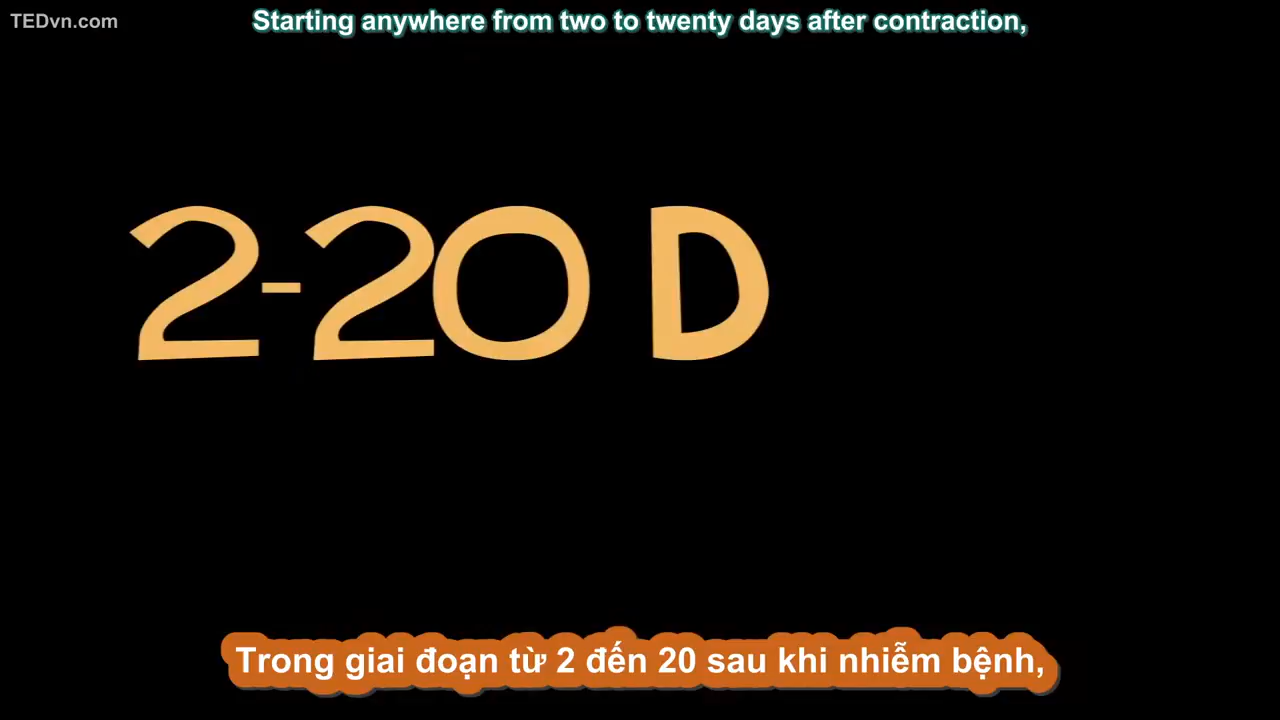 TEDvn.com
Starting anywhere from two to twenty days after contraction,
2-20 D
Trong giai đoạn từ 2 đến 20 sau khi nhiễm bệnh,